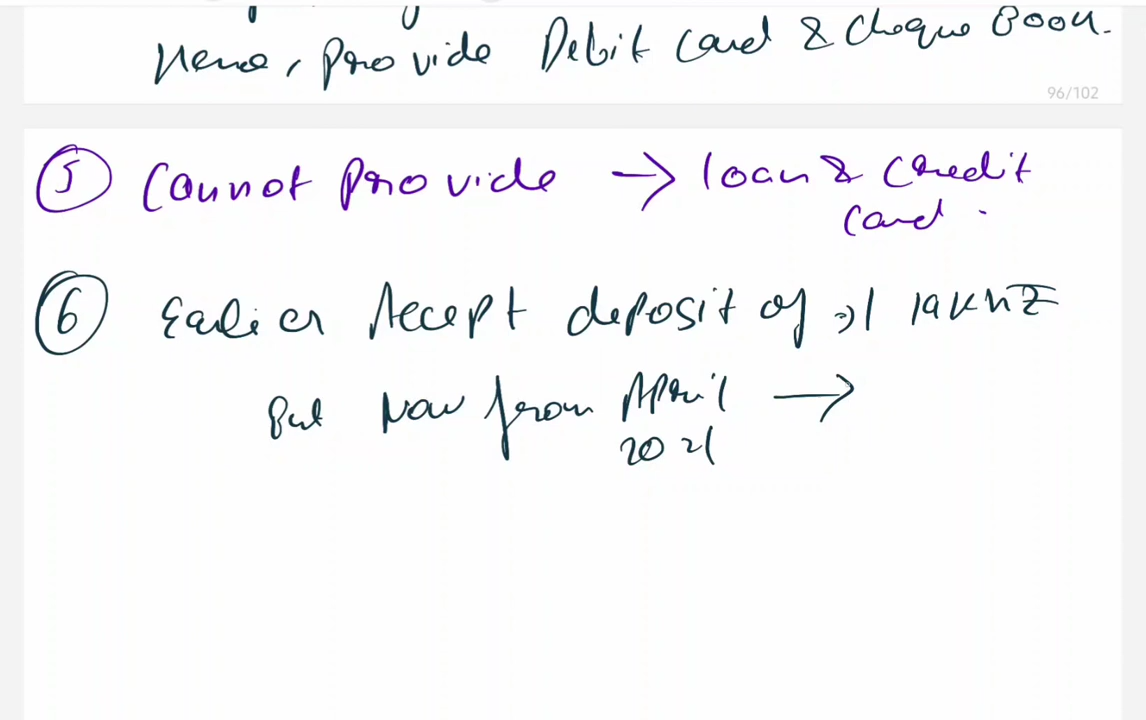 Hence, Provide Debit Card & Cheque Book.
96/102
5 Cannot Provide → loan & Credit
Card.
6 Earlier Accept deposit of ₹1 lakh
But Now from April →
2021